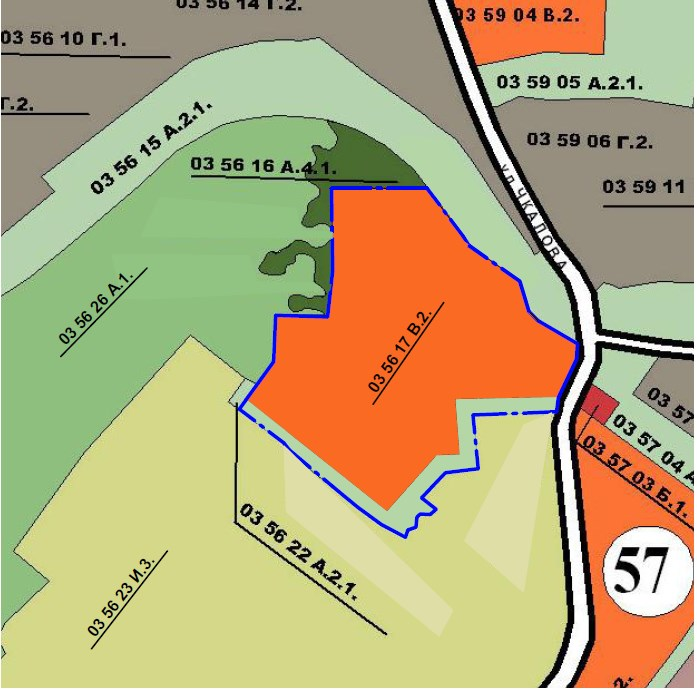 03 56 14 Г.2.
03 59 04 В.2.
03 56 10 Г.1.
03 59 05 А.2.1.
Г.2.
03 56 15 А.2.1.
03 59 06 Г.2.
03 56 16 А.4.1.
03 59 11
УЛ ЧКАЛОВА
03 56 26 А.1.
03 56 17 В.2.
03 57
03 57 04 А
03 57 03 Б.1.
03 56 22 А.2.1.
57
03 56 23 И.3.
2.